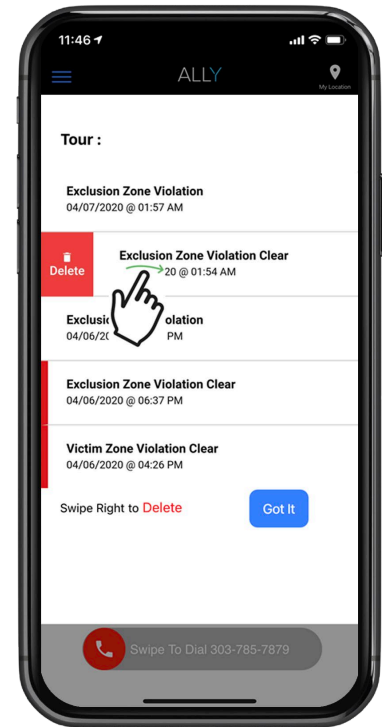 11:46
ALLY
My Location
Tour :
Exclusion Zone Violation
04/07/2020 @ 01:57 AM
Delete
Exclusion Zone Violation Clear
20 @ 01:54 AM
Exclusi olation
04/06/20 PM
Exclusion Zone Violation Clear
04/06/2020 @ 06:37 PM
Victim Zone Violation Clear
04/06/2020 @ 04:26 PM
Swipe Right to Delete
Got It
Swipe To Dial 303-785-7879